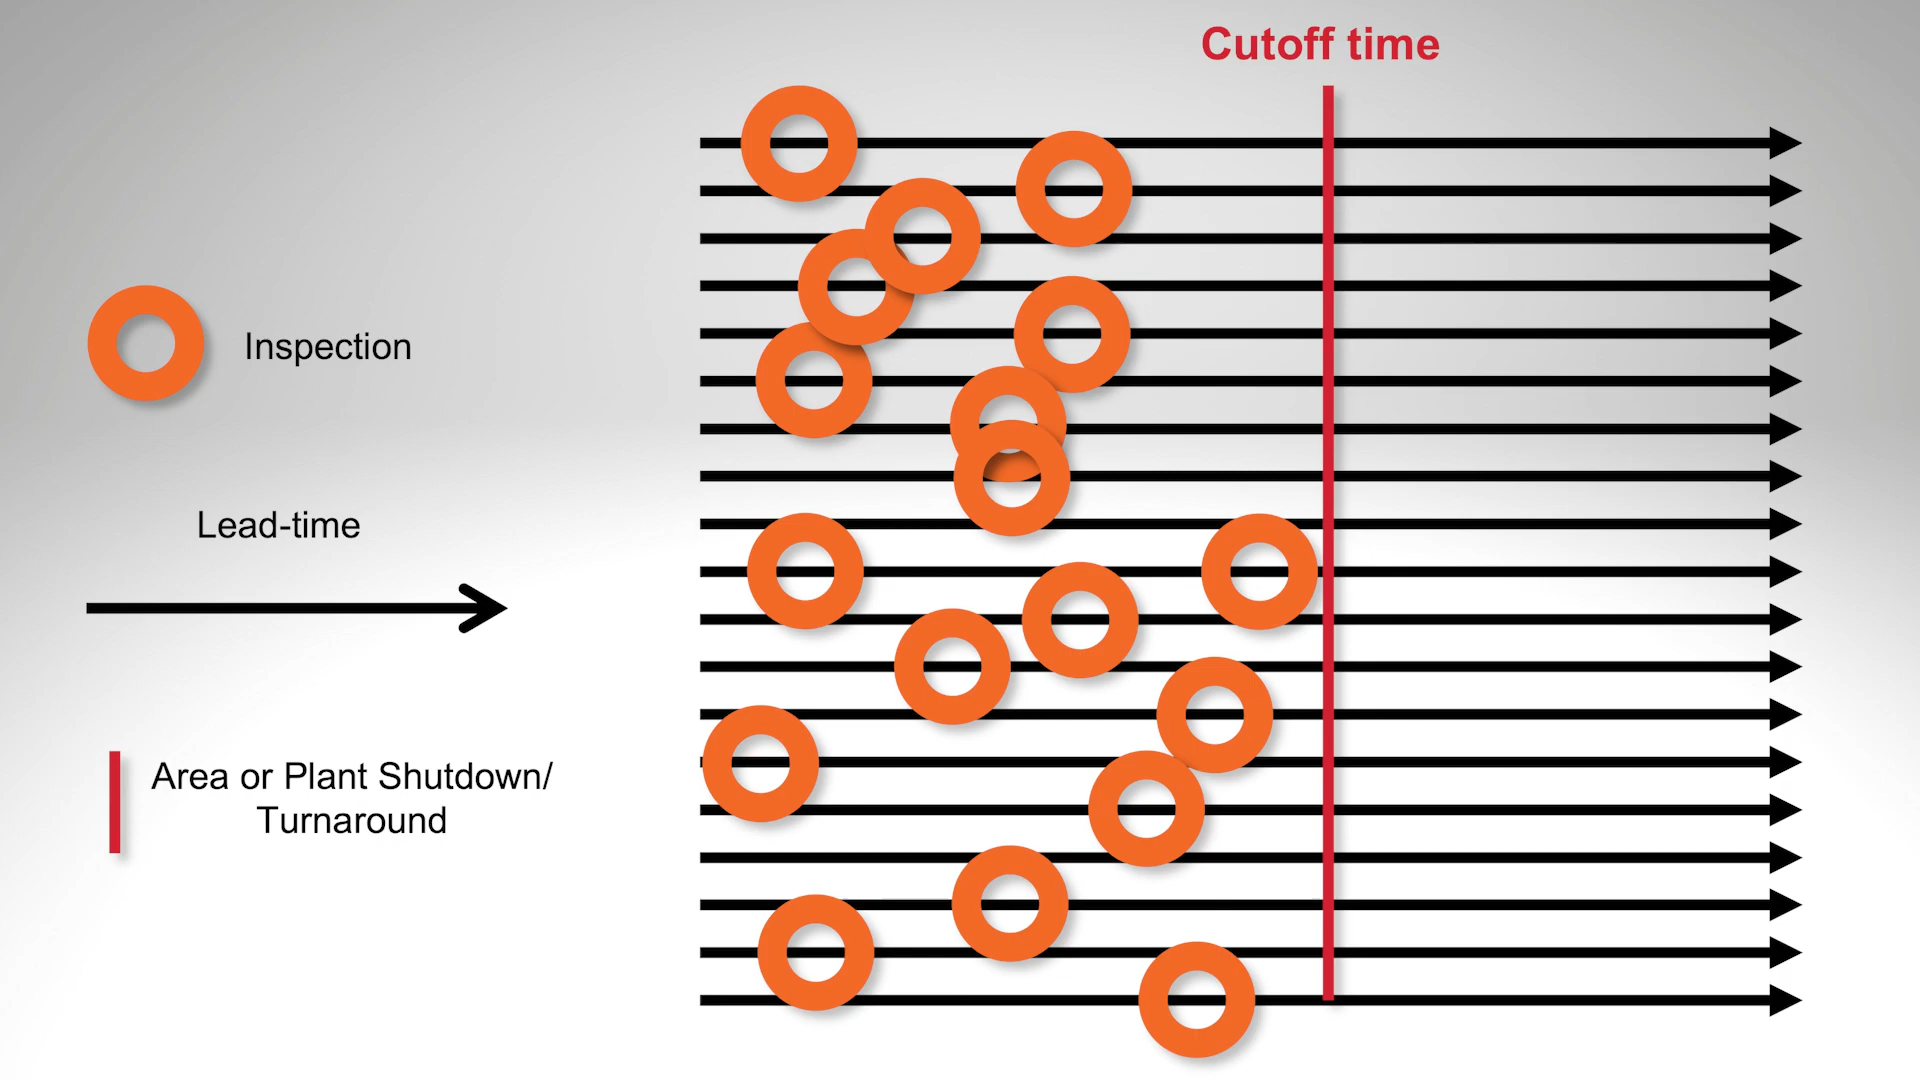 Cutoff time
Inspection
Lead-time
Area or Plant Shutdown/
Turnaround